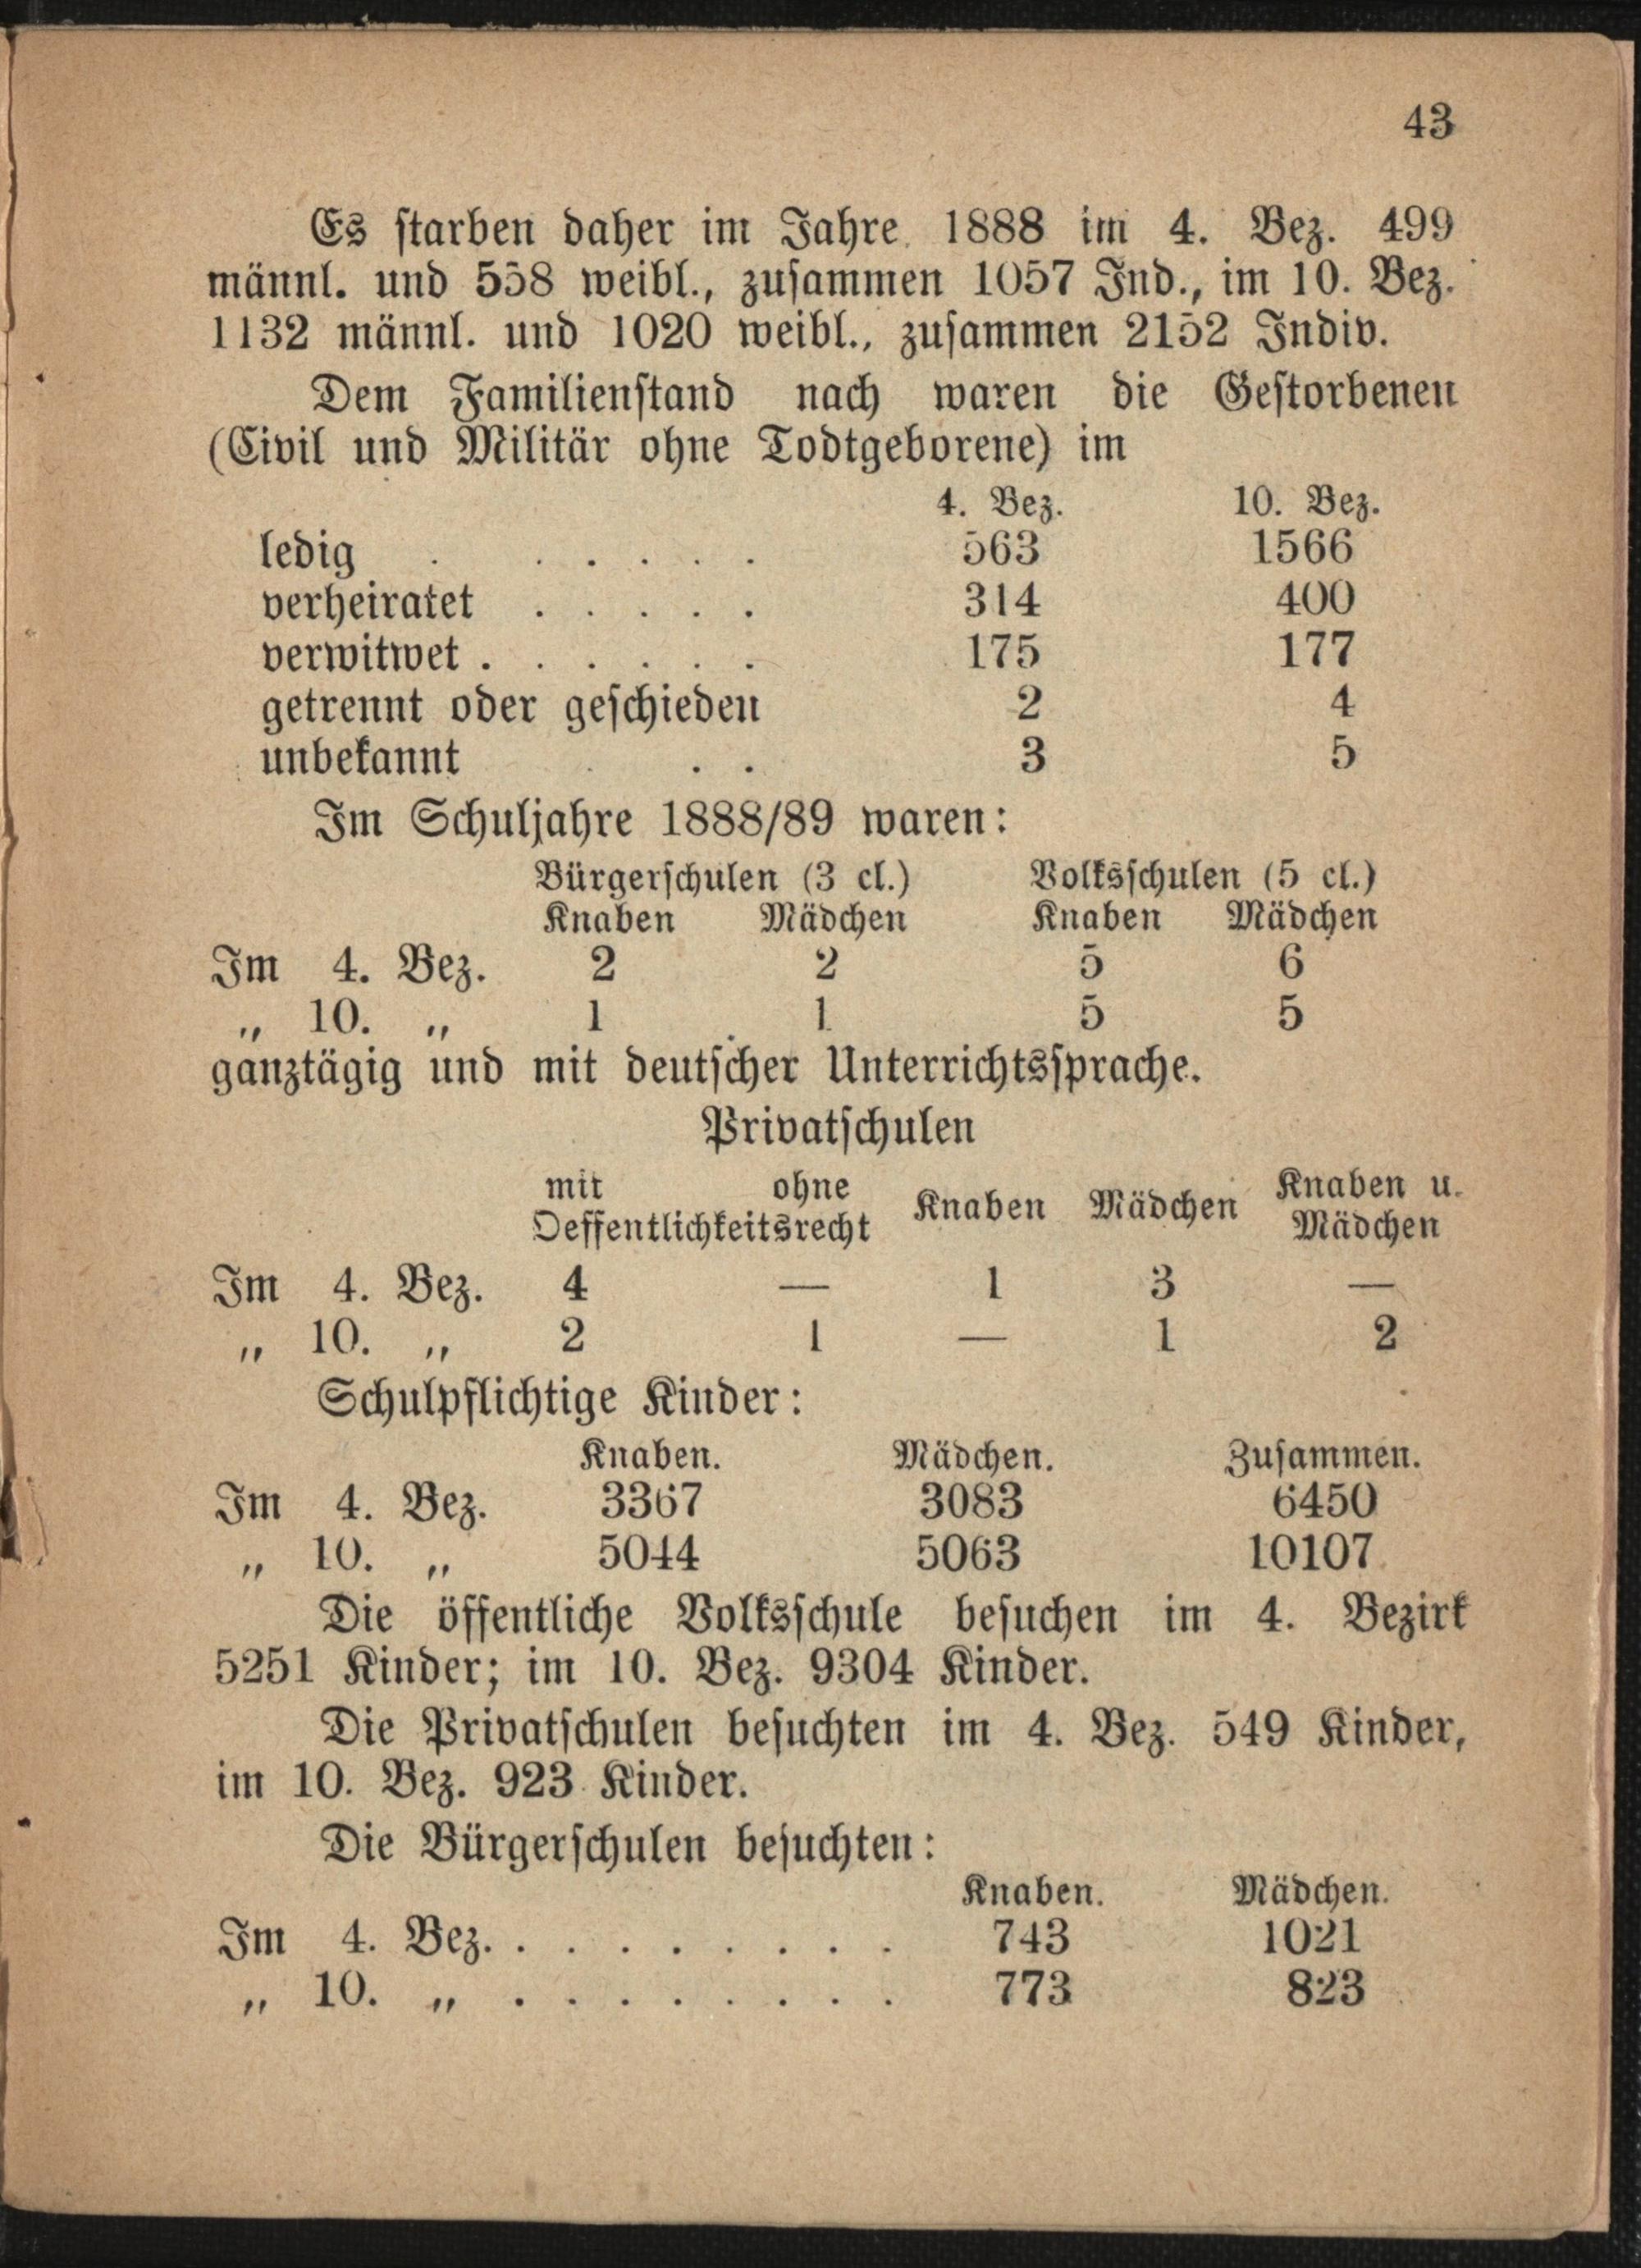 43
Es starben daher im Jahre 1888 im 4. Bez. 499
männl. und 558 weibl., zusammen 1057 Ind., im 10. Bez.
1132 männl. und 1020 weibl., zusammen 2152 Indiv.
Dem Familienstand nach waren die Gestorbenen
(Civil und Militär ohne Todtgeborene) im
4. Bez. 10. Bez.
ledig . . . . . . 563 1566
verheiratet . . . . . 314 400
verwitwet . . . . . . 175 177
getrennt oder geschieden 2 4
unbekannt . . 3 5
Im Schuljahre 1888/89 waren:
Bürgerschulen (3 cl.) Volksschulen (5 cl.)
Knaben Mädchen Knaben Mädchen
Im 4. Bez. 2 2 5 6
„ 10. „ 1 1 5 5
ganztägig und mit deutscher Unterrichtssprache.
Privatschulen
mit ohne Knaben Mädchen Knaben u.
Oeffentlichkeitsrecht Mädchen
Im 4. Bez. 4 — 1 3 —
„ 10. „ 2 1 — 1 2
Schulpflichtige Kinder:
Knaben. Mädchen. Zusammen.
Im 4. Bez. 3367 3083 6450
„ 10. „ 5044 5063 10107
Die öffentliche Volksschule besuchen im 4. Bezirk
5251 Kinder; im 10. Bez. 9304 Kinder.
Die Privatschulen besuchten im 4. Bez. 549 Kinder,
im 10. Bez. 923 Kinder.
Die Bürgerschulen besuchten:
Knaben. Mädchen.
Im 4. Bez. . . . . . . . . 743 1021
„ 10. „ . . . . . . . . 773 823